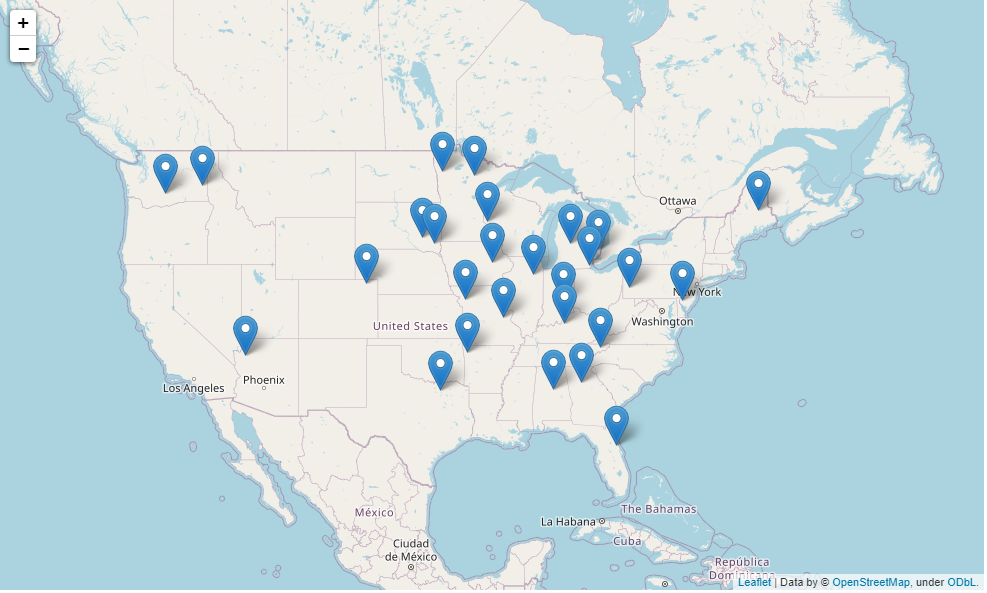 +
−
Ottawa
New York
Washington
United States
Los Angeles
Phoenix
The Bahamas
México
La Habana
Cuba
Ciudad
de México
República
Dominicana
Leaflet | Data by © OpenStreetMap, under ODbL.